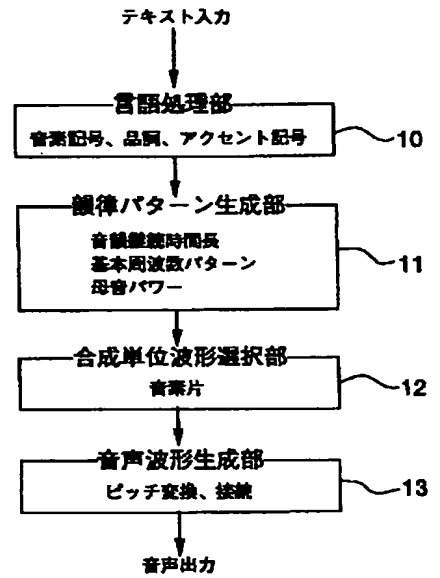 テキスト入力
言語処理部
音素記号、品詞、アクセント記号
10
韻律パターン生成部
音韻継続時間長
基本周波数パターン
母音パワー
11
合成単位波形選択部
音素片
12
音声波形生成部
ピッチ変換、接続
13
音声出力